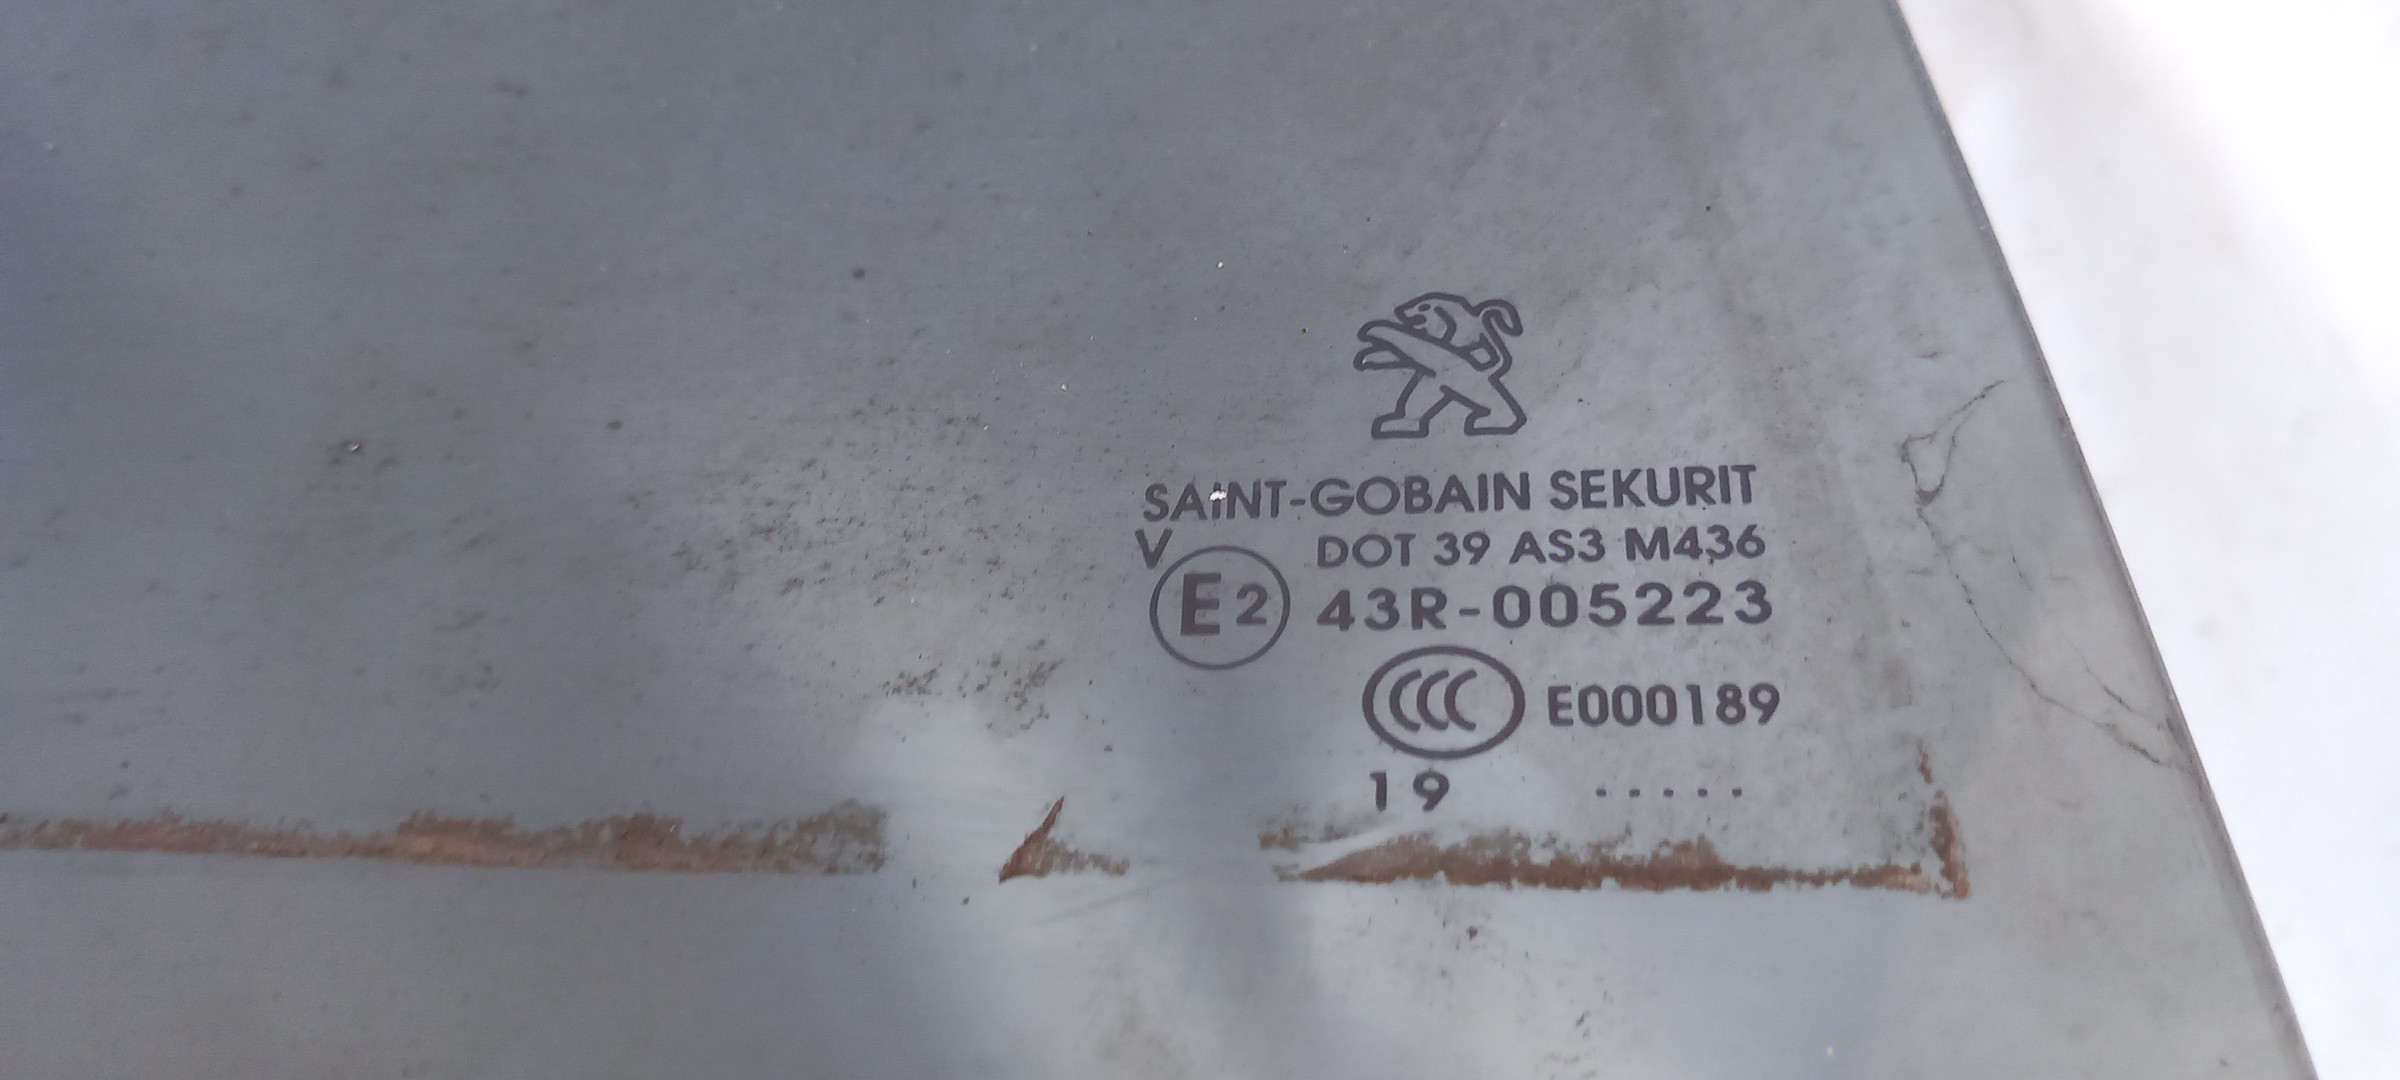 SAINT-GOBAIN SEKURIT
V DOT 39 AS3 M436
E2 43R-005223
CCC E000189
19 .....